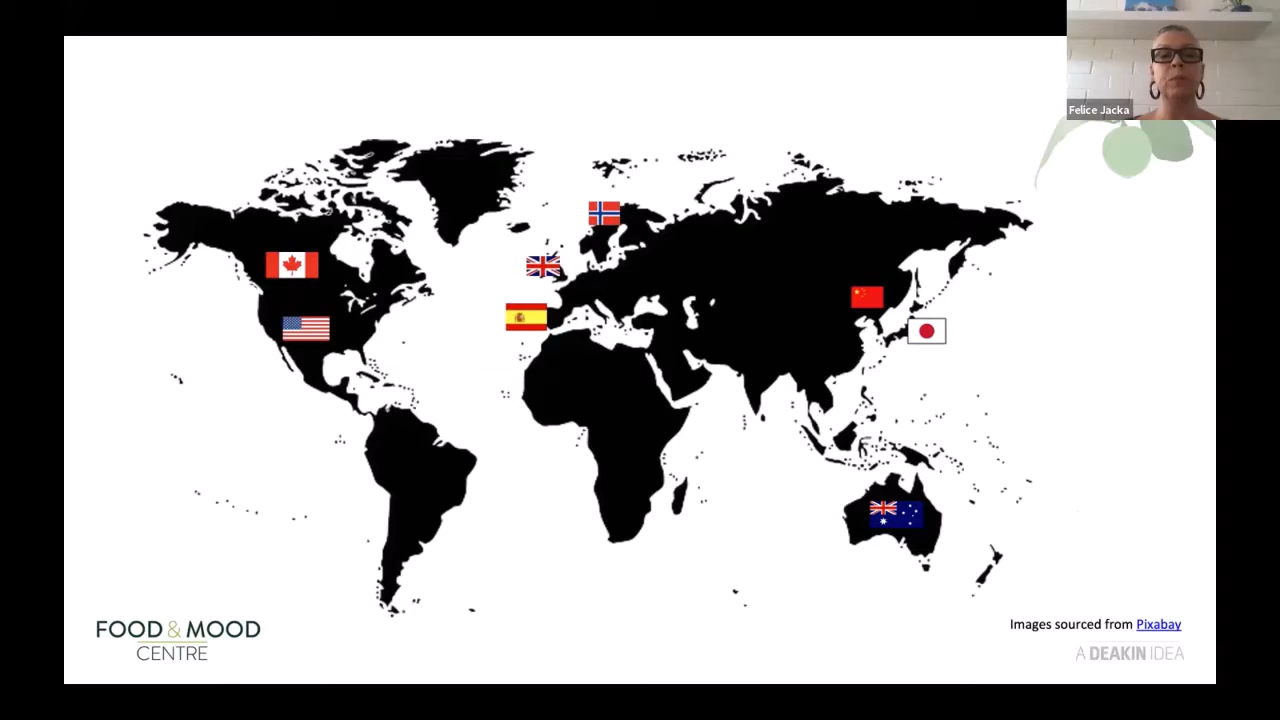 Felice Jacka
FOOD & MOOD
CENTRE
Images sourced from Pixabay
A DEAKIN IDEA